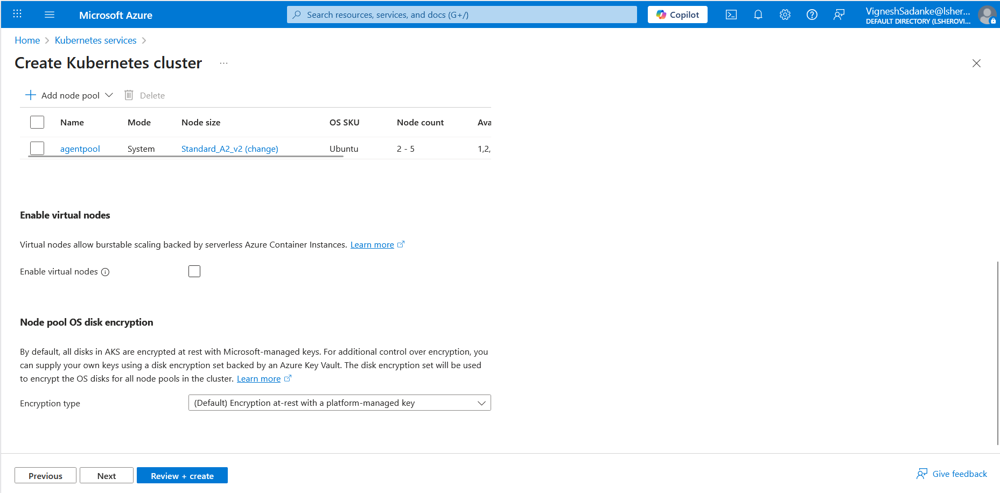 Microsoft Azure
Search resources, services, and docs (G+/)
Copilot
VigneshSadanke@lsher...
DEFAULT DIRECTORY (LSHEROVI...
Home > Kubernetes services >
Create Kubernetes cluster ...
Add node pool
Delete
Name Mode Node size OS SKU Node count Ava
agentpool System Standard_A2_v2 (change) Ubuntu 2 - 5 1,2,
Enable virtual nodes
Virtual nodes allow burstable scaling backed by serverless Azure Container Instances. Learn more
Enable virtual nodes
Node pool OS disk encryption
By default, all disks in AKS are encrypted at rest with Microsoft-managed keys. For additional control over encryption, you
can supply your own keys using a disk encryption set backed by an Azure Key Vault. The disk encryption set will be used
to encrypt the OS disks for all node pools in the cluster. Learn more
Encryption type (Default) Encryption at-rest with a platform-managed key
Previous Next Review + create Give feedback